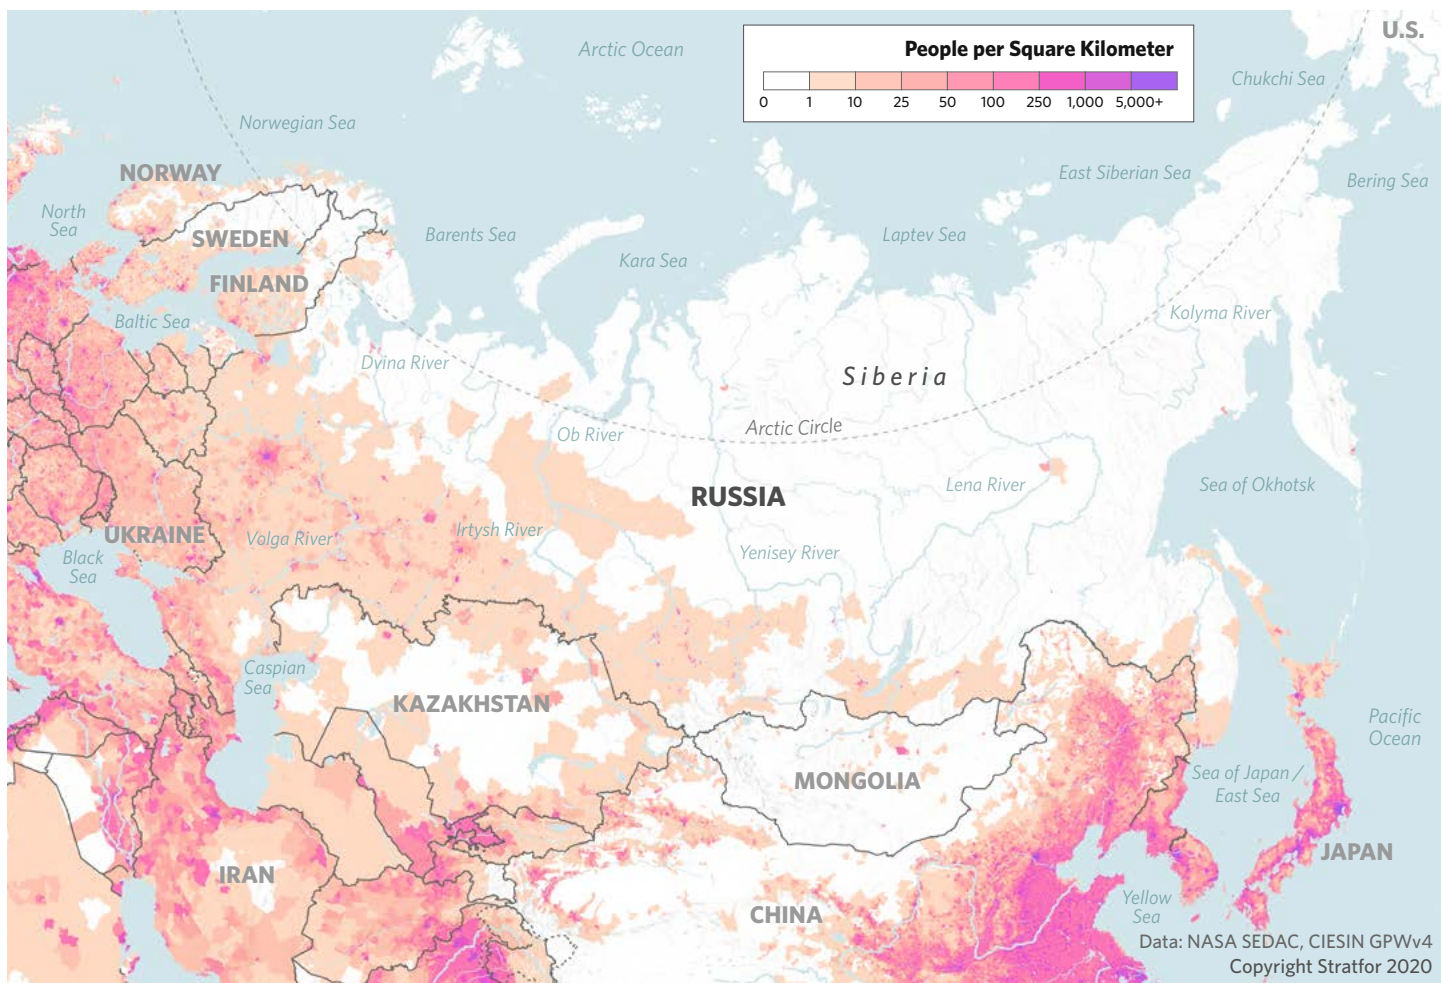 U.S.
Arctic Ocean
People per Square Kilometer
0 1 10 25 50 100 250 1,000 5,000+
Chukchi Sea
Norwegian Sea
NORWAY
East Siberian Sea
Bering Sea
North
Sea
SWEDEN
Barents Sea
Laptev Sea
Kara Sea
FINLAND
Baltic Sea
Kolyma River
Dvina River
Siberia
Arctic Circle
Ob River
RUSSIA
Lena River
Sea of Okhotsk
UKRAINE
Volga River
Irtysh River
Yenisey River
Black
Sea
Caspian
Sea
KAZAKHSTAN
Pacific
Ocean
MONGOLIA
Sea of Japan /
East Sea
IRAN
JAPAN
CHINA
Yellow
Sea
Data: NASA SEDAC, CIESIN GPWv4
Copyright Stratfor 2020